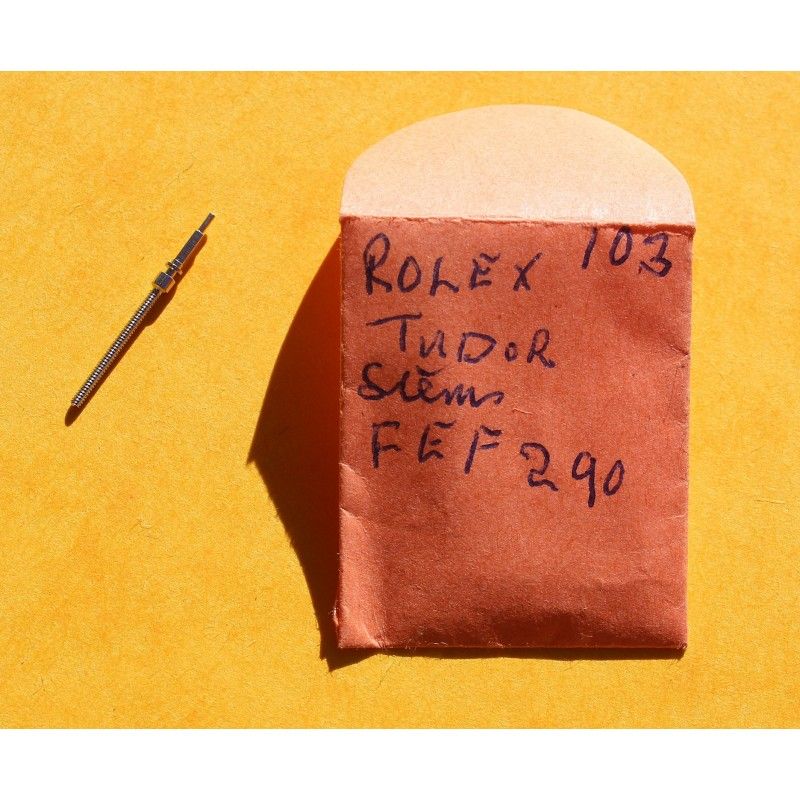 ROLEX 103
TUDOR
Stems
FEF 290